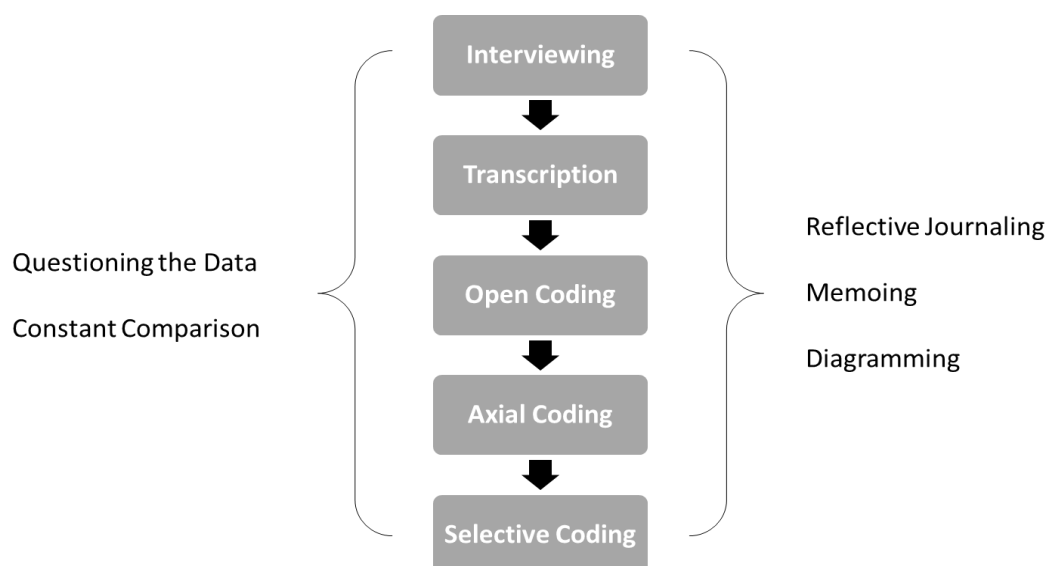 Interviewing
Transcription
Open Coding
Axial Coding
Selective Coding
Questioning the Data
Constant Comparison
Reflective Journaling
Memoing
Diagramming